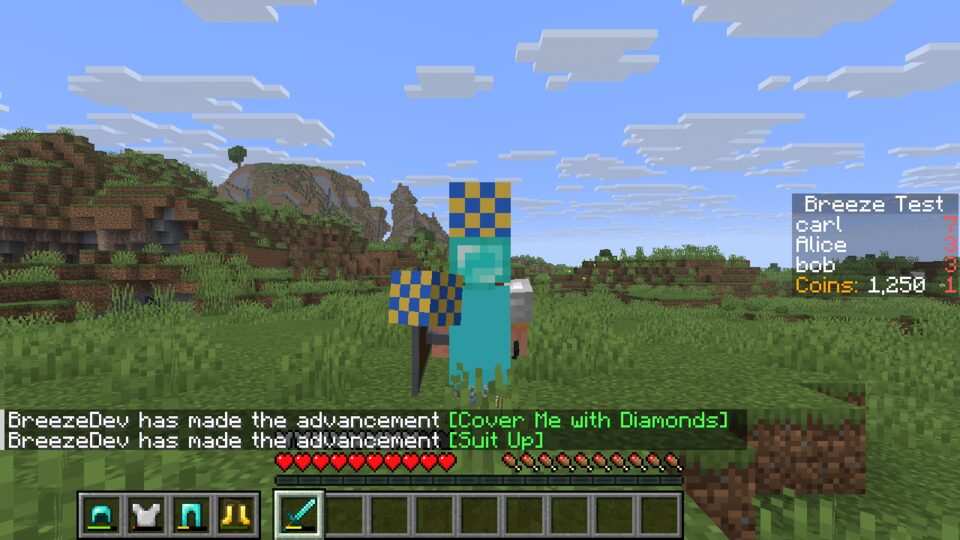 Breeze Test
carl 7
Alice 3
bob 3
Coins: 1,250 -1
BreezeDev has made the advancement [Cover Me with Diamonds]
BreezeDev has made the advancement [Suit Up]